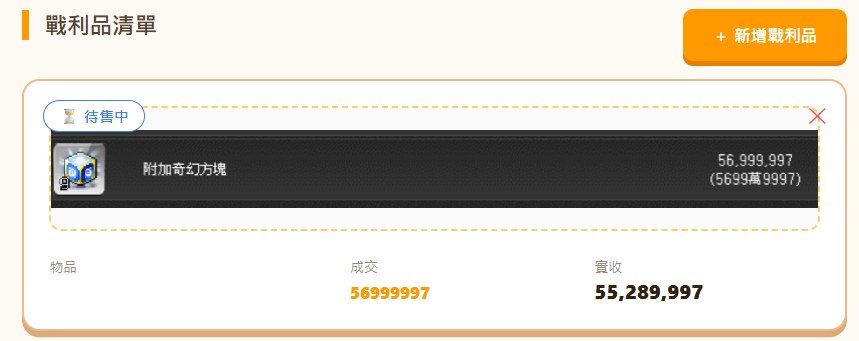 戰利品清單
+ 新增戰利品
⏳ 待售中
附加奇幻方塊
9
56,999,997
(5699萬9997)
物品
成交
實收
56999997
55,289,997